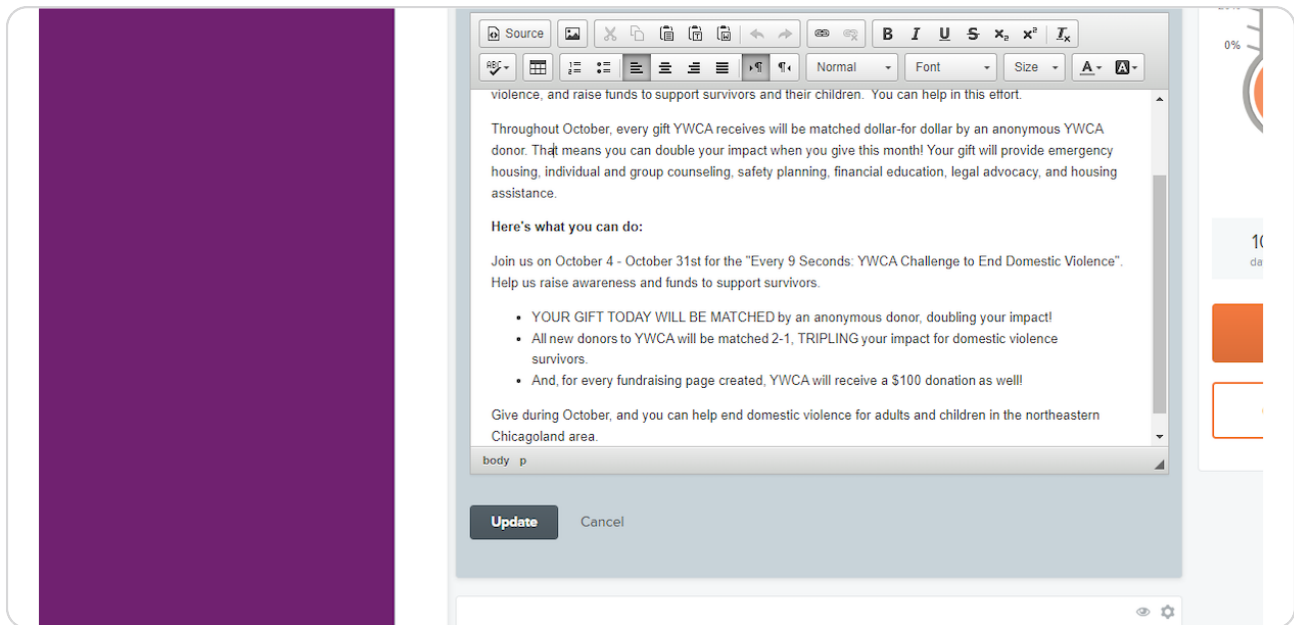 0%
Source
B I U S x₂ x² Tx
ABC Normal Font Size A A
violence, and raise funds to support survivors and their children.  You can help in this effort.
Throughout October, every gift YWCA receives will be matched dollar-for dollar by an anonymous YWCA
donor. That means you can double your impact when you give this month! Your gift will provide emergency
housing, individual and group counseling, safety planning, financial education, legal advocacy, and housing
assistance.
Here's what you can do:
Join us on October 4 - October 31st for the "Every 9 Seconds: YWCA Challenge to End Domestic Violence".
Help us raise awareness and funds to support survivors.
• YOUR GIFT TODAY WILL BE MATCHED by an anonymous donor, doubling your impact!
• All new donors to YWCA will be matched 2-1, TRIPLING your impact for domestic violence
survivors.
• And, for every fundraising page created, YWCA will receive a $100 donation as well!
Give during October, and you can help end domestic violence for adults and children in the northeastern
Chicagoland area.
body p
Update Cancel